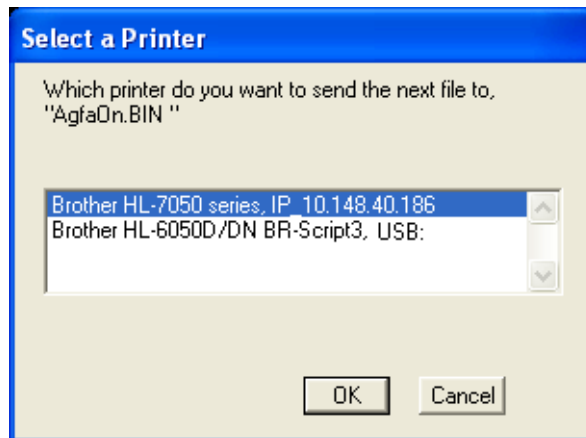 Select a Printer
Which printer do you want to send the next file to,
"AgfaOn.BIN "
Brother HL-7050 series, IP_10.148.40.186
Brother HL-6050D/DN BR-Script3, USB:
OK
Cancel